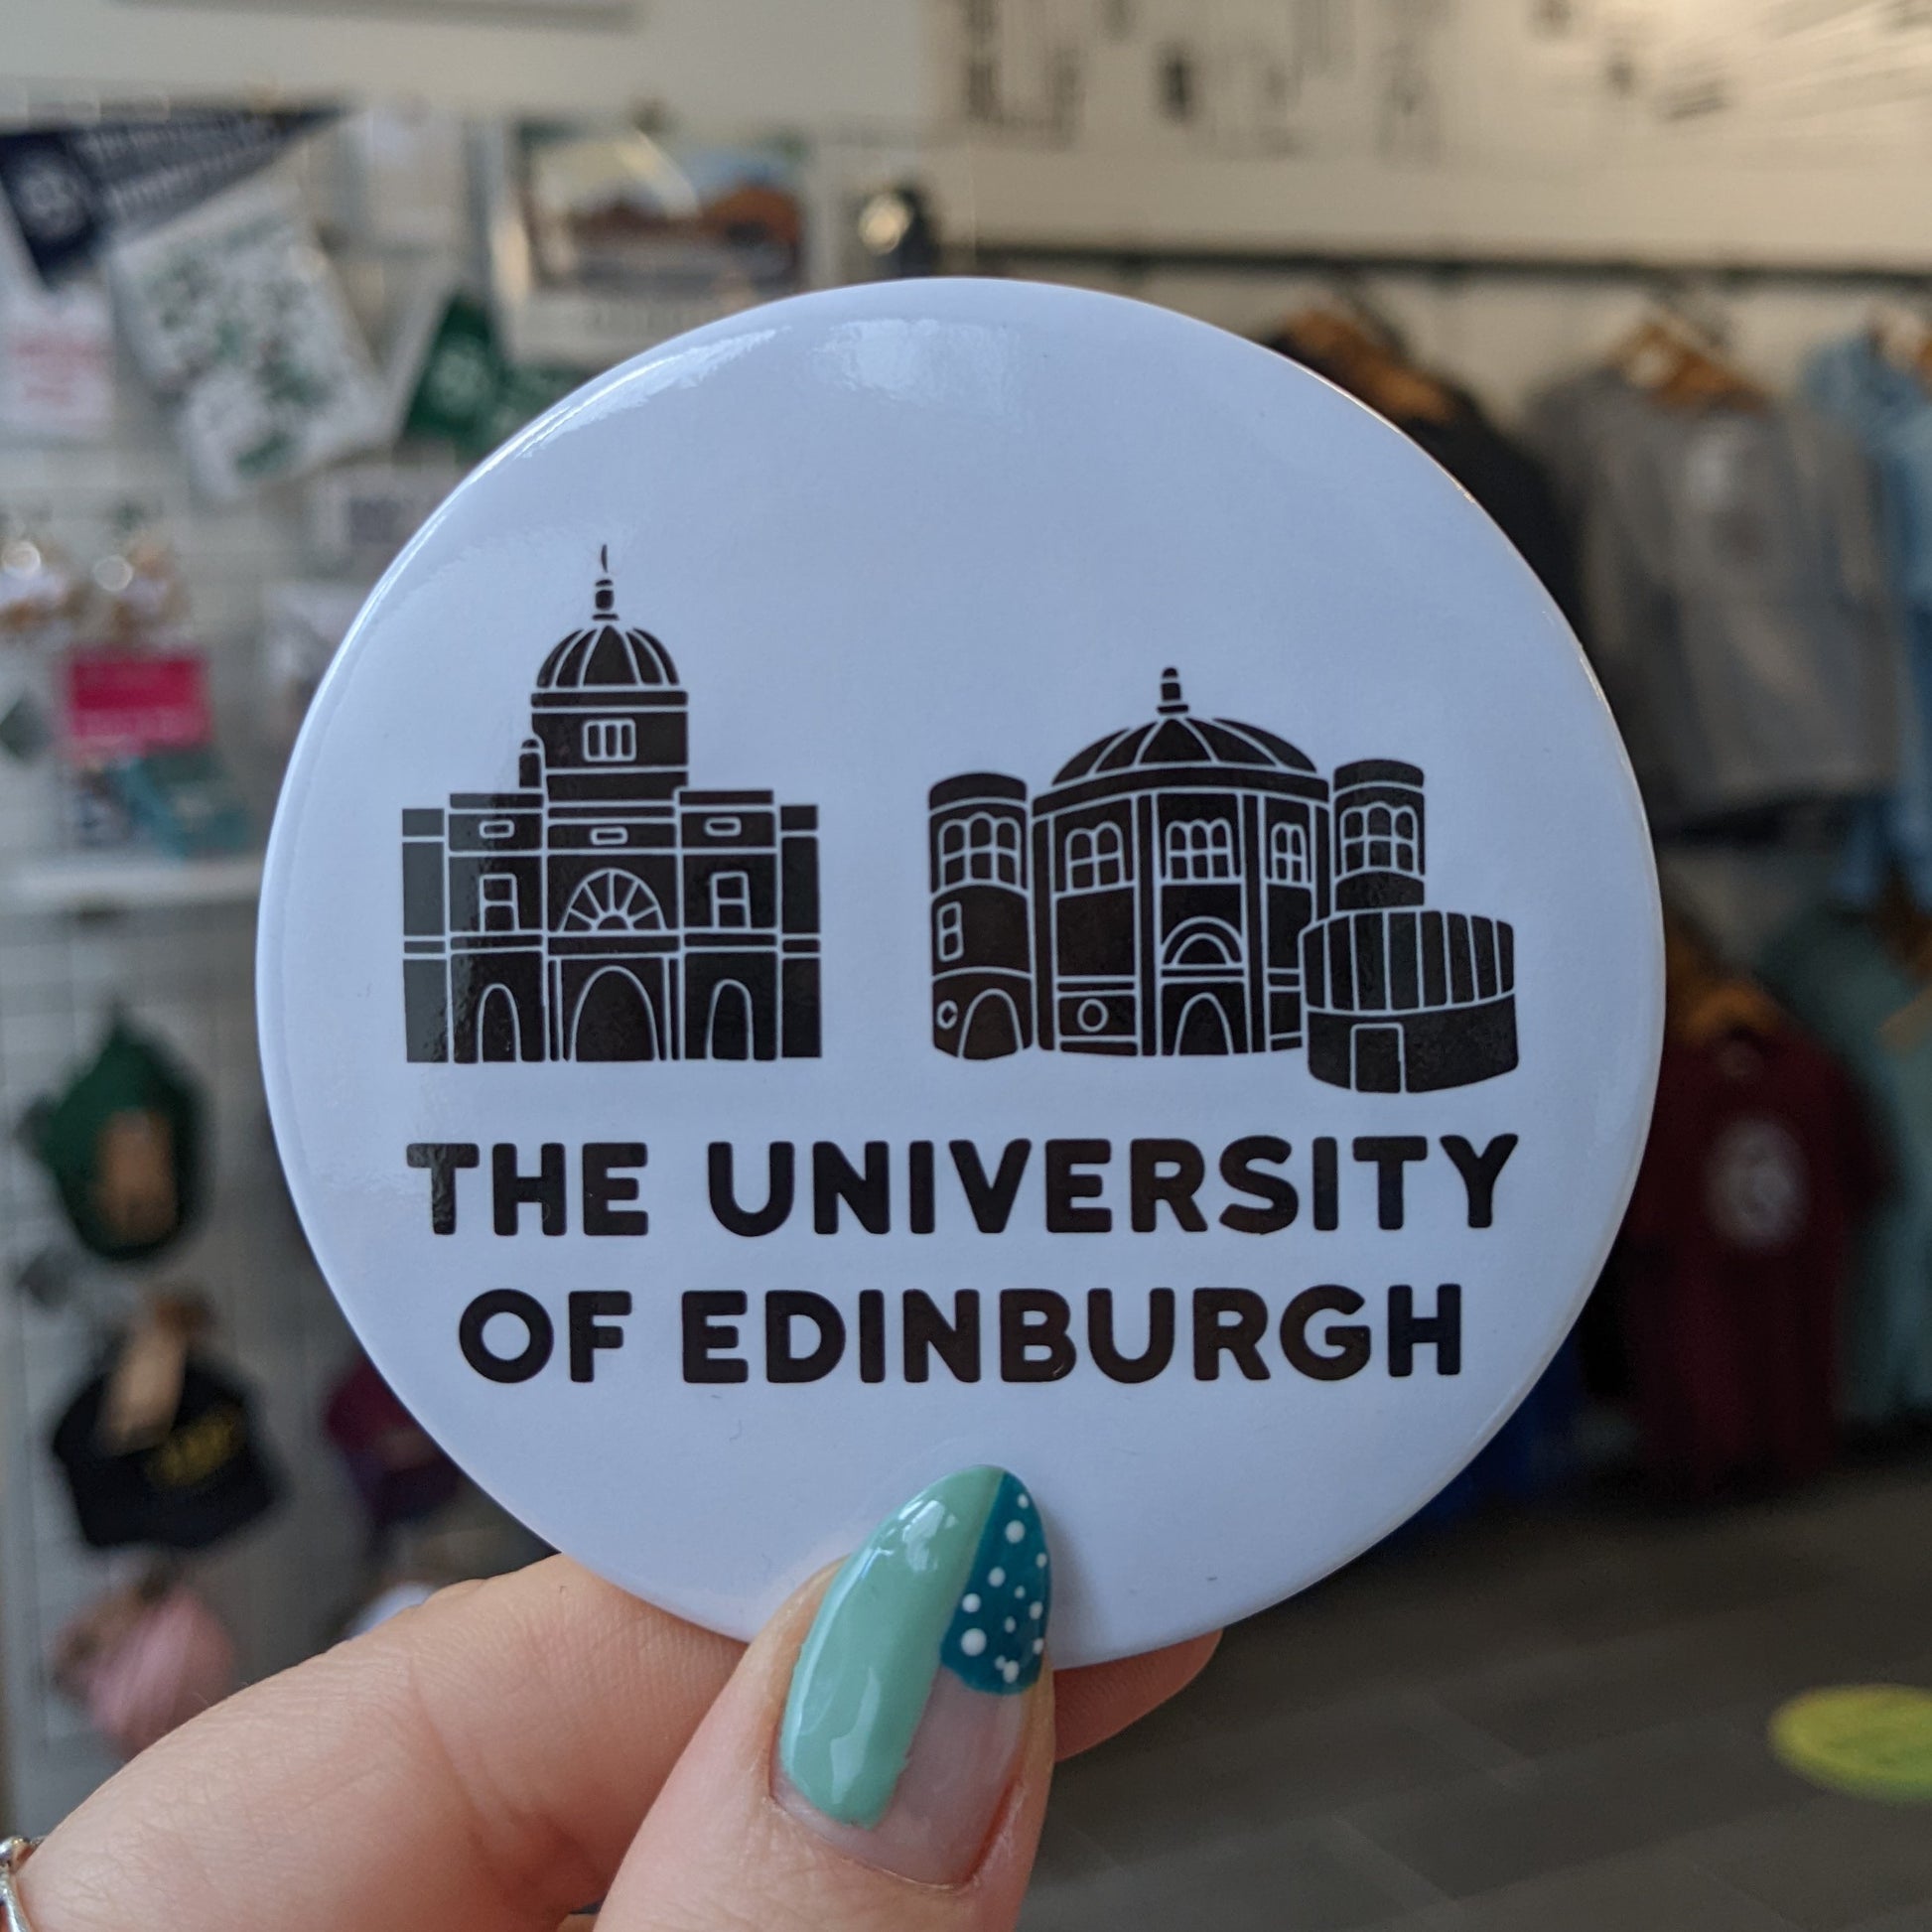 THE UNIVERSITY
OF EDINBURGH